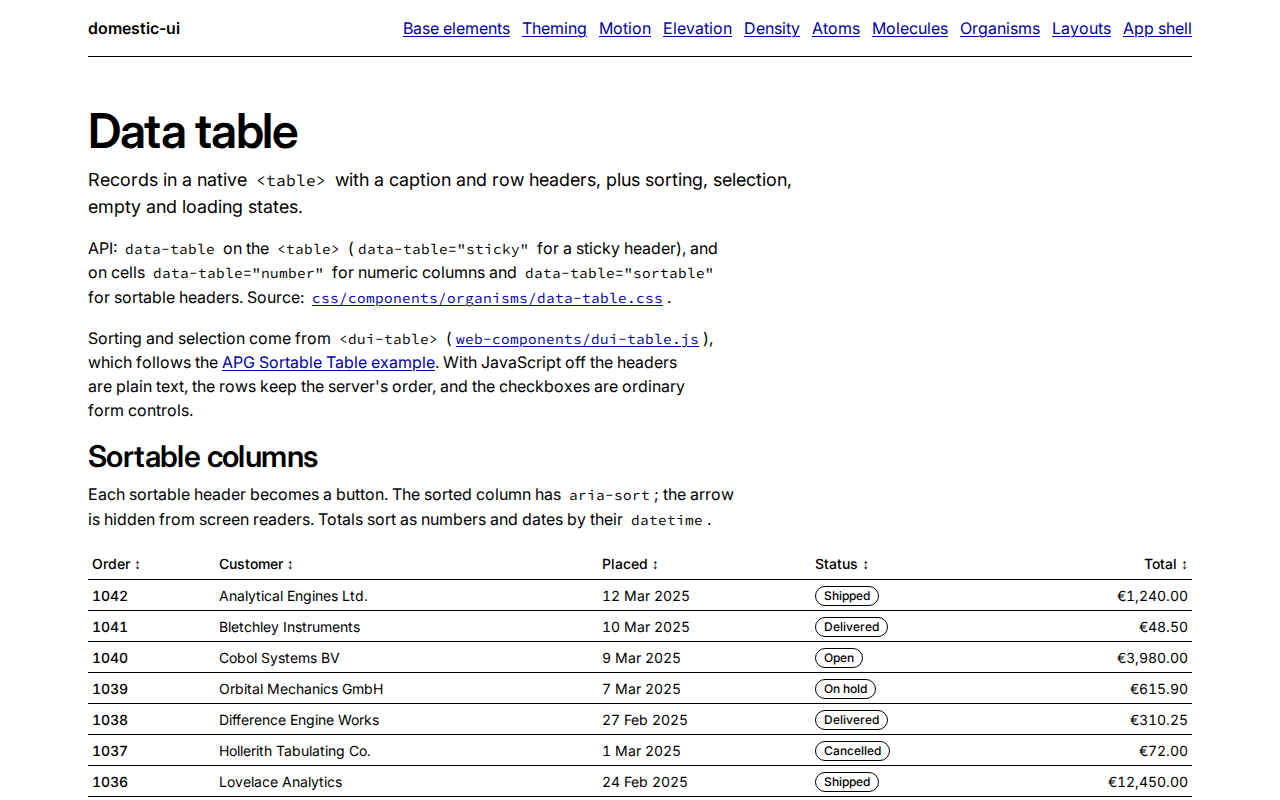 domestic-ui Base elements Theming Motion Elevation Density Atoms Molecules Organisms Layouts App shell
Data table
Records in a native <table> with a caption and row headers, plus sorting, selection,
empty and loading states.
API: data-table on the <table> ( data-table="sticky" for a sticky header), and
on cells data-table="number" for numeric columns and data-table="sortable"
for sortable headers. Source: css/components/organisms/data-table.css .
Sorting and selection come from <dui-table> ( web-components/dui-table.js ),
which follows the APG Sortable Table example. With JavaScript off the headers
are plain text, the rows keep the server's order, and the checkboxes are ordinary
form controls.
Sortable columns
Each sortable header becomes a button. The sorted column has aria-sort ; the arrow
is hidden from screen readers. Totals sort as numbers and dates by their datetime .
Order ↕ Customer ↕ Placed ↕ Status ↕ Total ↕
1042 Analytical Engines Ltd. 12 Mar 2025 Shipped €1,240.00
1041 Bletchley Instruments 10 Mar 2025 Delivered €48.50
1040 Cobol Systems BV 9 Mar 2025 Open €3,980.00
1039 Orbital Mechanics GmbH 7 Mar 2025 On hold €615.90
1038 Difference Engine Works 27 Feb 2025 Delivered €310.25
1037 Hollerith Tabulating Co. 1 Mar 2025 Cancelled €72.00
1036 Lovelace Analytics 24 Feb 2025 Shipped €12,450.00